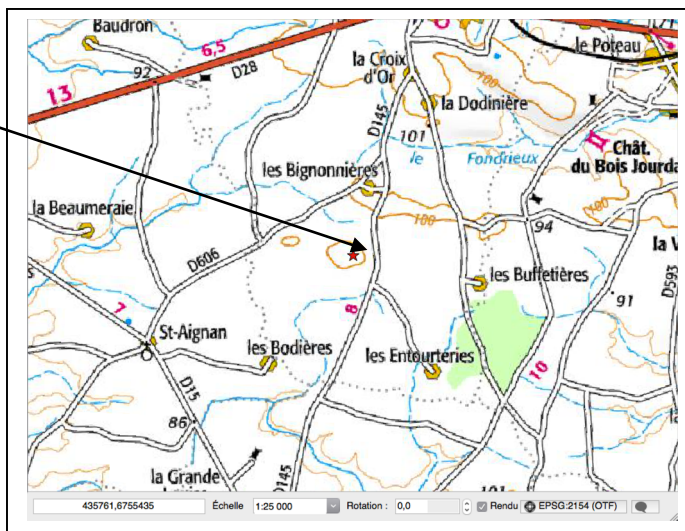 Baudron
6,5
92
D28
13
la Croix
d'Or
100
la Dodinière
le Poteau
D145
101
le Fondrieux
Chât.
du Bois Jourda
les Bignonnières
100
100
94
la Beaumeraie
D606
la V
D593
les Buffetières
91
7
8
St-Aignan
les Bodières
les Entourteries
10
D15
86
la Grande
D145
101
435761,6755435 Échelle 1:25 000 Rotation : 0,0 Rendu EPSG:2154 (OTF)